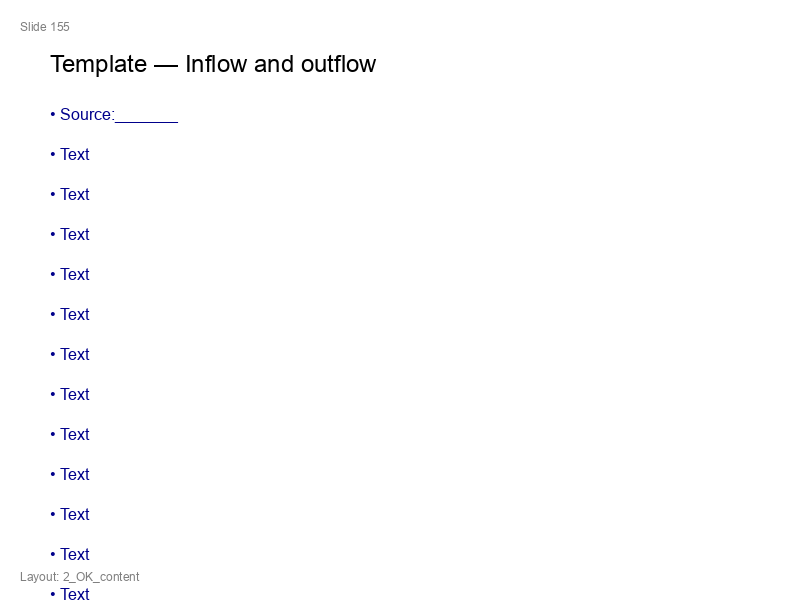 Slide 155
Template — Inflow and outflow
• Source:_______
• Text
• Text
• Text
• Text
• Text
• Text
• Text
• Text
• Text
• Text
• Text
Layout: 2_OK_content
• Text